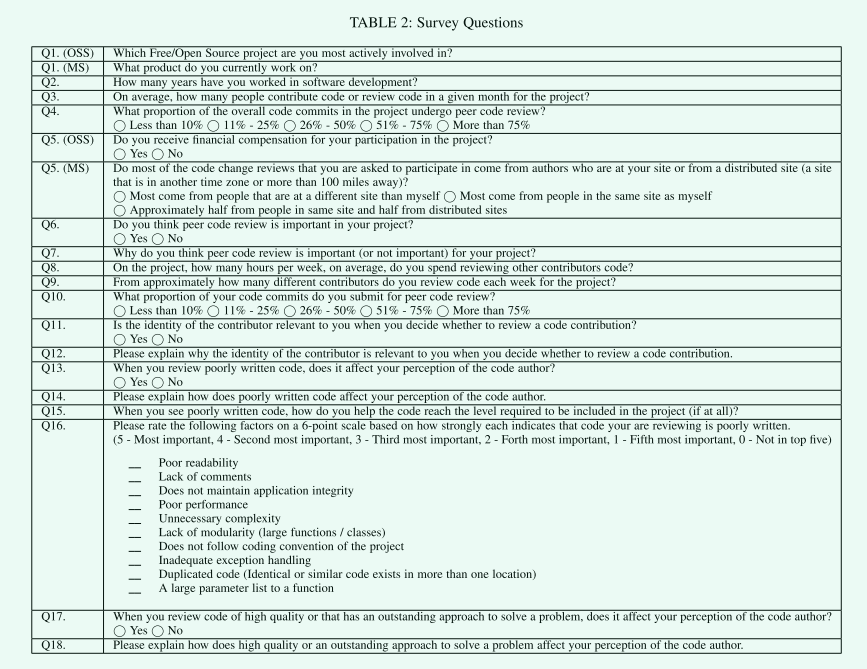 TABLE 2: Survey Questions
Q1. (OSS) Which Free/Open Source project are you most actively involved in?
Q1. (MS) What product do you currently work on?
Q2. How many years have you worked in software development?
Q3. On average, how many people contribute code or review code in a given month for the project?
Q4. What proportion of the overall code commits in the project undergo peer code review?
◯ Less than 10% ◯ 11% - 25% ◯ 26% - 50% ◯ 51% - 75% ◯ More than 75%
Q5. (OSS) Do you receive financial compensation for your participation in the project?
◯ Yes ◯ No
Q5. (MS) Do most of the code change reviews that you are asked to participate in come from authors who are at your site or from a distributed site (a site
that is in another time zone or more than 100 miles away)?
◯ Most come from people that are at a different site than myself ◯ Most come from people in the same site as myself
◯ Approximately half from people in same site and half from distributed sites
Q6. Do you think peer code review is important in your project?
◯ Yes ◯ No
Q7. Why do you think peer code review is important (or not important) for your project?
Q8. On the project, how many hours per week, on average, do you spend reviewing other contributors code?
Q9. From approximately how many different contributors do you review code each week for the project?
Q10. What proportion of your code commits do you submit for peer code review?
◯ Less than 10% ◯ 11% - 25% ◯ 26% - 50% ◯ 51% - 75% ◯ More than 75%
Q11. Is the identity of the contributor relevant to you when you decide whether to review a code contribution?
◯ Yes ◯ No
Q12. Please explain why the identity of the contributor is relevant to you when you decide whether to review a code contribution.
Q13. When you review poorly written code, does it affect your perception of the code author?
◯ Yes ◯ No
Q14. Please explain how does poorly written code affect your perception of the code author.
Q15. When you see poorly written code, how do you help the code reach the level required to be included in the project (if at all)?
Q16. Please rate the following factors on a 6-point scale based on how strongly each indicates that code your are reviewing is poorly written.
(5 - Most important, 4 - Second most important, 3 - Third most important, 2 - Forth most important, 1 - Fifth most important, 0 - Not in top five)
__ Poor readability
__ Lack of comments
__ Does not maintain application integrity
__ Poor performance
__ Unnecessary complexity
__ Lack of modularity (large functions / classes)
__ Does not follow coding convention of the project
__ Inadequate exception handling
__ Duplicated code (Identical or similar code exists in more than one location)
__ A large parameter list to a function
Q17. When you review code of high quality or that has an outstanding approach to solve a problem, does it affect your perception of the code author?
◯ Yes ◯ No
Q18. Please explain how does high quality or an outstanding approach to solve a problem affect your perception of the code author.